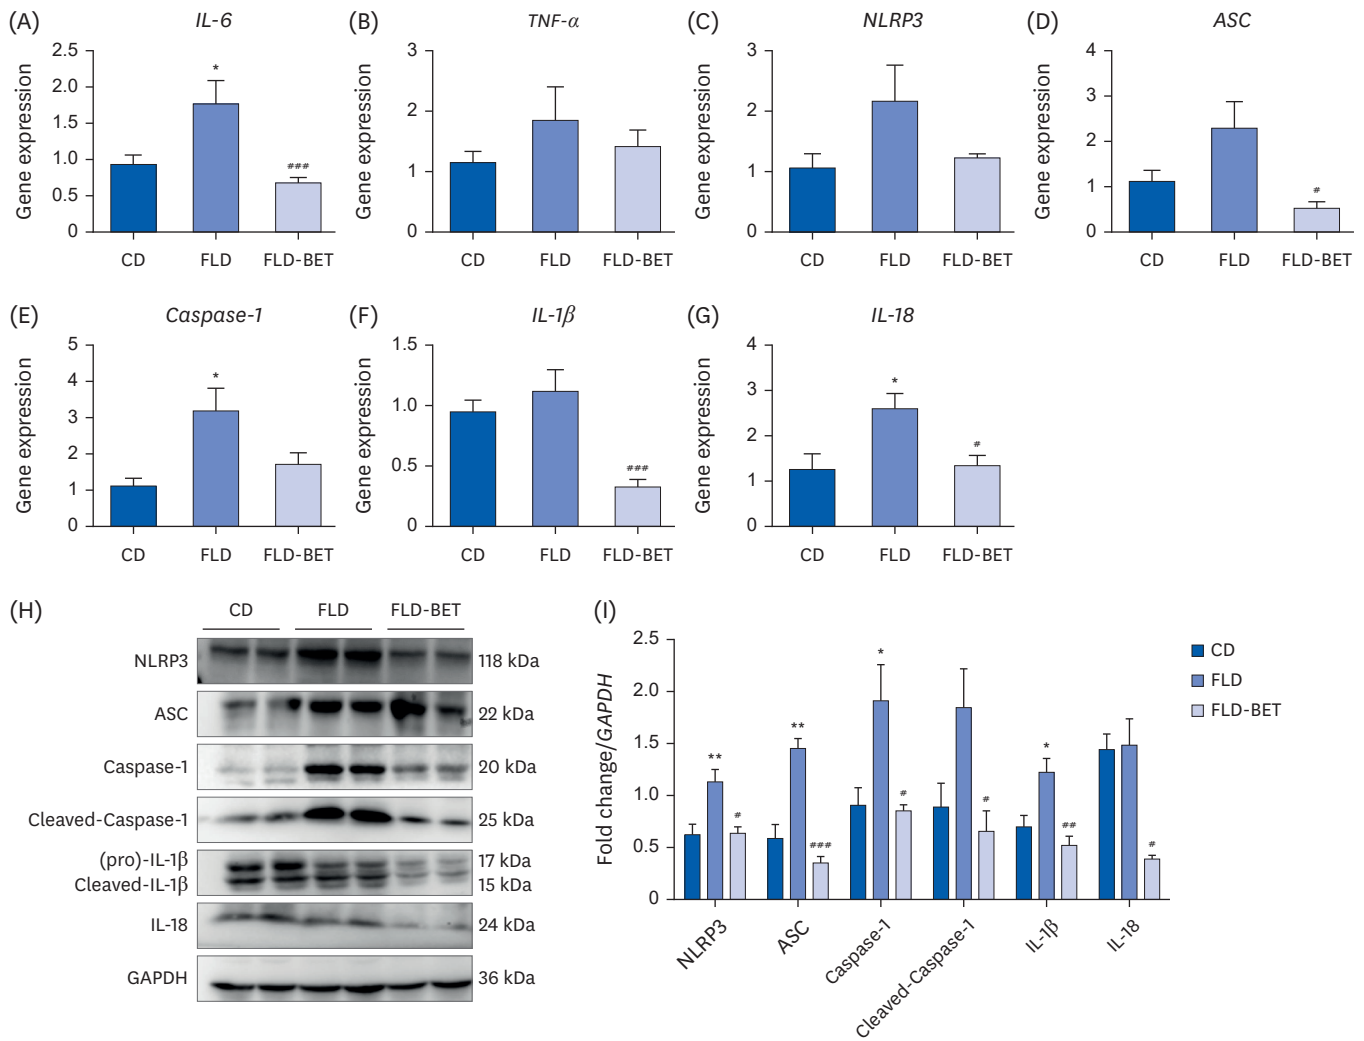 (A) IL-6
Gene expression
2.5
2.0
1.5
1.0
0.5
0
*
###
CD FLD FLD-BET
(B) TNF-α
Gene expression
3
2
1
0
CD FLD FLD-BET
(C) NLRP3
Gene expression
3
2
1
0
CD FLD FLD-BET
(D) ASC
Gene expression
4
3
2
1
0
#
CD FLD FLD-BET
(E) Caspase-1
Gene expression
5
4
3
2
1
0
*
CD FLD FLD-BET
(F) IL-1β
Gene expression
1.5
1.0
0.5
0
###
CD FLD FLD-BET
(G) IL-18
Gene expression
4
3
2
1
0
*
#
CD FLD FLD-BET
(H)
CD FLD FLD-BET
NLRP3 118 kDa
ASC 22 kDa
Caspase-1 20 kDa
Cleaved-Caspase-1 25 kDa
(pro)-IL-1β 17 kDa
Cleaved-IL-1β 15 kDa
IL-18 24 kDa
GAPDH 36 kDa
(I)
Fold change/GAPDH
2.5
2.0
1.5
1.0
0.5
0
** #
** ###
* #
#
* ##
#
NLRP3
ASC
Caspase-1
Cleaved-Caspase-1
IL-1β
IL-18
CD
FLD
FLD-BET